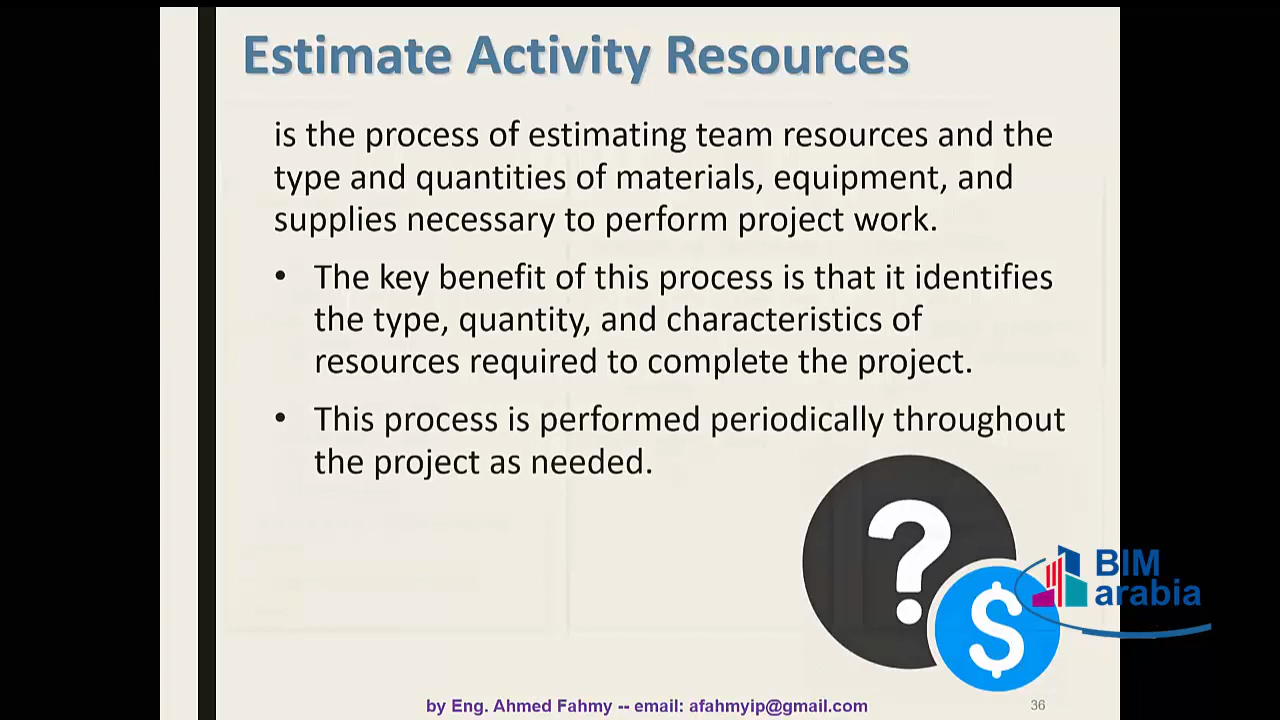 Estimate Activity Resources
is the process of estimating team resources and the
type and quantities of materials, equipment, and
supplies necessary to perform project work.
• The key benefit of this process is that it identifies
the type, quantity, and characteristics of
resources required to complete the project.
• This process is performed periodically throughout
the project as needed.
?
$
BIM
arabia
by Eng. Ahmed Fahmy -- email: afahmyip@gmail.com
36